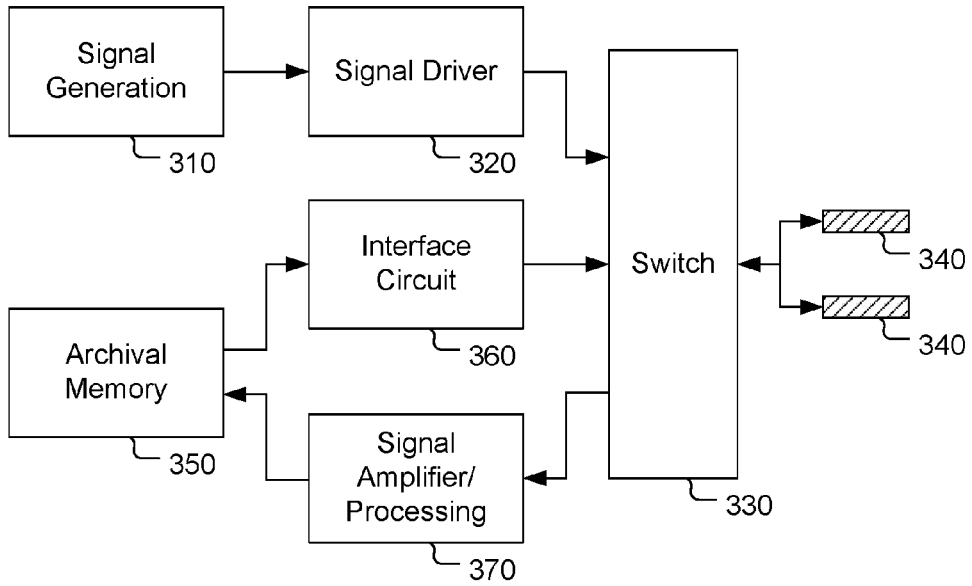 Signal
Generation
310
Signal Driver
320
Interface
Circuit
360
Switch
330
340
340
Archival
Memory
350
Signal
Amplifier/
Processing
370